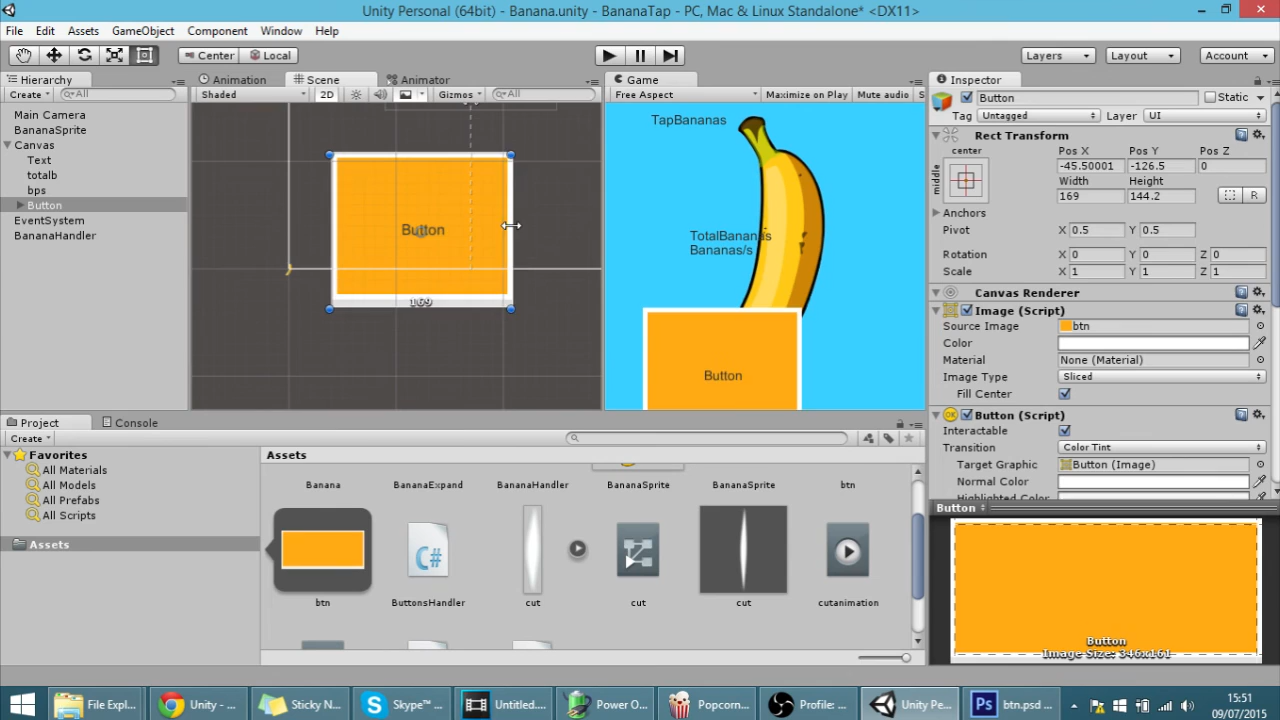 Unity Personal (64bit) - Banana.unity - BananaTap - PC, Mac & Linux Standalone* <DX11>
File Edit Assets GameObject Component Window Help
Center Local Layers Layout Account
Hierarchy
Create All
Main Camera
BananaSprite
Canvas
Text
totalb
bps
Button
EventSystem
BananaHandler
Animation Scene Animator
Shaded 2D Gizmos All
Button
169
Game
Free Aspect Maximize on Play Mute audio S
TapBananas
TotalBananas
Bananas/s
Button
Inspector
Button Static
Tag Untagged Layer UI
Rect Transform
center Pos X Pos Y Pos Z
middle -45.50001 -126.5 0
Width Height
169 144.2 R
Anchors
Pivot X 0.5 Y 0.5
Rotation X 0 Y 0 Z 0
Scale X 1 Y 1 Z 1
Canvas Renderer
Image (Script)
Source Image btn
Color
Material None (Material)
Image Type Sliced
Fill Center
OK Button (Script)
Interactable
Transition Color Tint
Target Graphic Button (Image)
Normal Color
Highlighted Color
Button
Button
Image Size: 346x161
Project Console
Create
Favorites
All Materials
All Models
All Prefabs
All Scripts
Assets
Assets
Banana BananaExpand BananaHandler BananaSprite BananaSprite btn
C#
btn ButtonsHandler cut cut cut cutanimation
File Expl... Unity - ... Sticky N... Skype™ ... Untitled.... Power O... Popcorn... Profile: ... Unity Pe... Ps btn.psd ...
15:51
09/07/2015